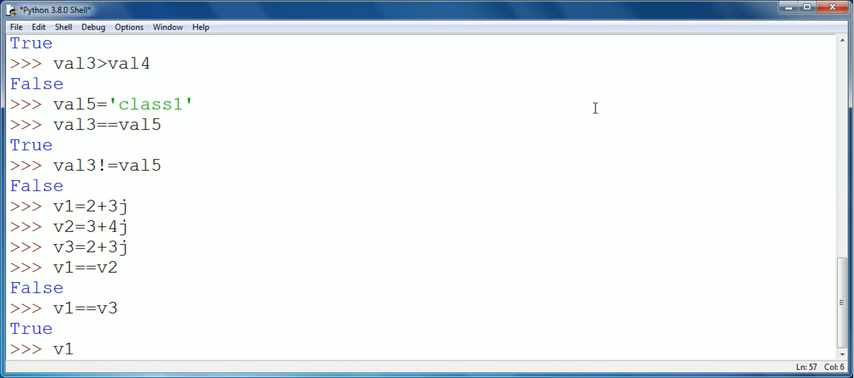 *Python 3.8.0 Shell*
File Edit Shell Debug Options Window Help
True
>>> val3>val4
False
>>> val5='class1'
>>> val3==val5
True
>>> val3!=val5
False
>>> v1=2+3j
>>> v2=3+4j
>>> v3=2+3j
>>> v1==v2
False
>>> v1==v3
True
>>> v1
Ln: 57 Col: 6